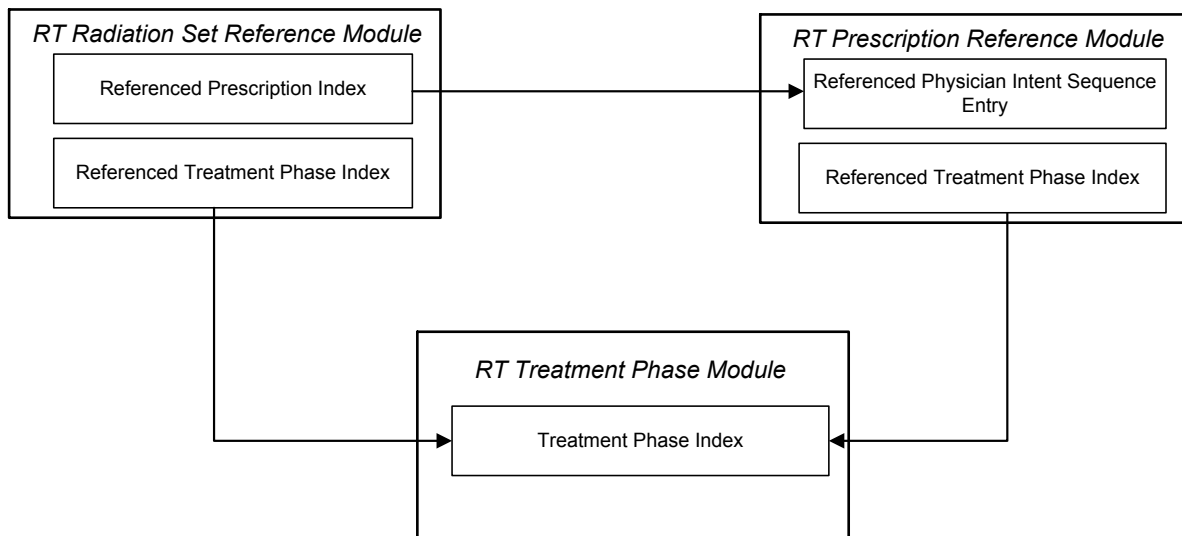 RT Radiation Set Reference Module
Referenced Prescription Index
Referenced Treatment Phase Index
RT Prescription Reference Module
Referenced Physician Intent Sequence
Entry
Referenced Treatment Phase Index
RT Treatment Phase Module
Treatment Phase Index